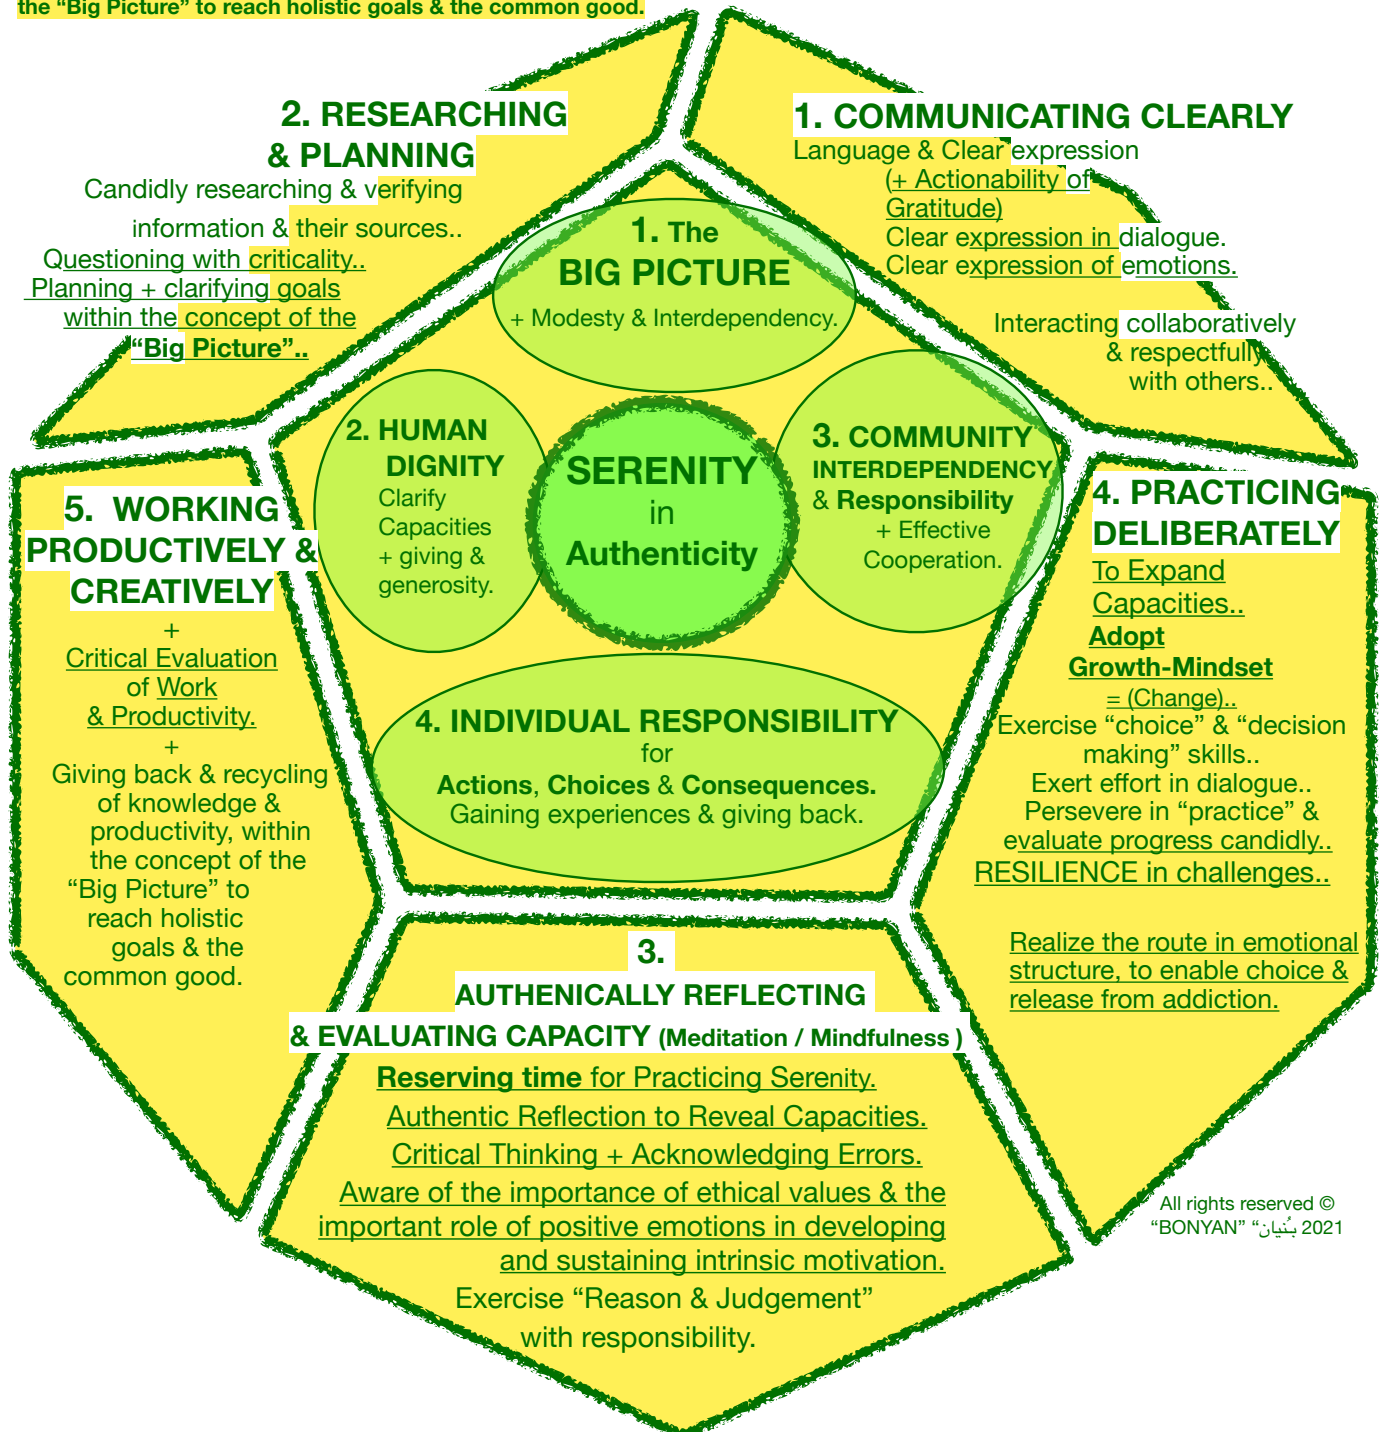 the “Big Picture” to reach holistic goals & the common good.
2. RESEARCHING
& PLANNING
Candidly researching & verifying
information & their sources..
Questioning with criticality..
Planning + clarifying goals
within the concept of the
“Big Picture”..
1. COMMUNICATING CLEARLY
Language & Clear expression
(+ Actionability of
Gratitude)
Clear expression in dialogue.
Clear expression of emotions.
Interacting collaboratively
& respectfully
with others..
1. The
BIG PICTURE
+ Modesty & Interdependency.
2. HUMAN
DIGNITY
Clarify
Capacities
+ giving &
generosity.
SERENITY
in
Authenticity
3. COMMUNITY
INTERDEPENDENCY
& Responsibility
+ Effective
Cooperation.
4. INDIVIDUAL RESPONSIBILITY
for
Actions, Choices & Consequences.
Gaining experiences & giving back.
5. WORKING
PRODUCTIVELY &
CREATIVELY
+
Critical Evaluation
of Work
& Productivity.
+
Giving back & recycling
of knowledge &
productivity, within
the concept of the
“Big Picture” to
reach holistic
goals & the
common good.
4. PRACTICING
DELIBERATELY
To Expand
Capacities..
Adopt
Growth-Mindset
= (Change)..
Exercise “choice” & “decision
making” skills..
Exert effort in dialogue..
Persevere in “practice” &
evaluate progress candidly..
RESILIENCE in challenges..
Realize the route in emotional
structure, to enable choice &
release from addiction.
3.
AUTHENICALLY REFLECTING
& EVALUATING CAPACITY (Meditation / Mindfulness )
Reserving time for Practicing Serenity.
Authentic Reflection to Reveal Capacities.
Critical Thinking + Acknowledging Errors.
Aware of the importance of ethical values & the
important role of positive emotions in developing
and sustaining intrinsic motivation.
Exercise “Reason & Judgement”
with responsibility.
All rights reserved ©
“BONYAN” “بُنيان 2021